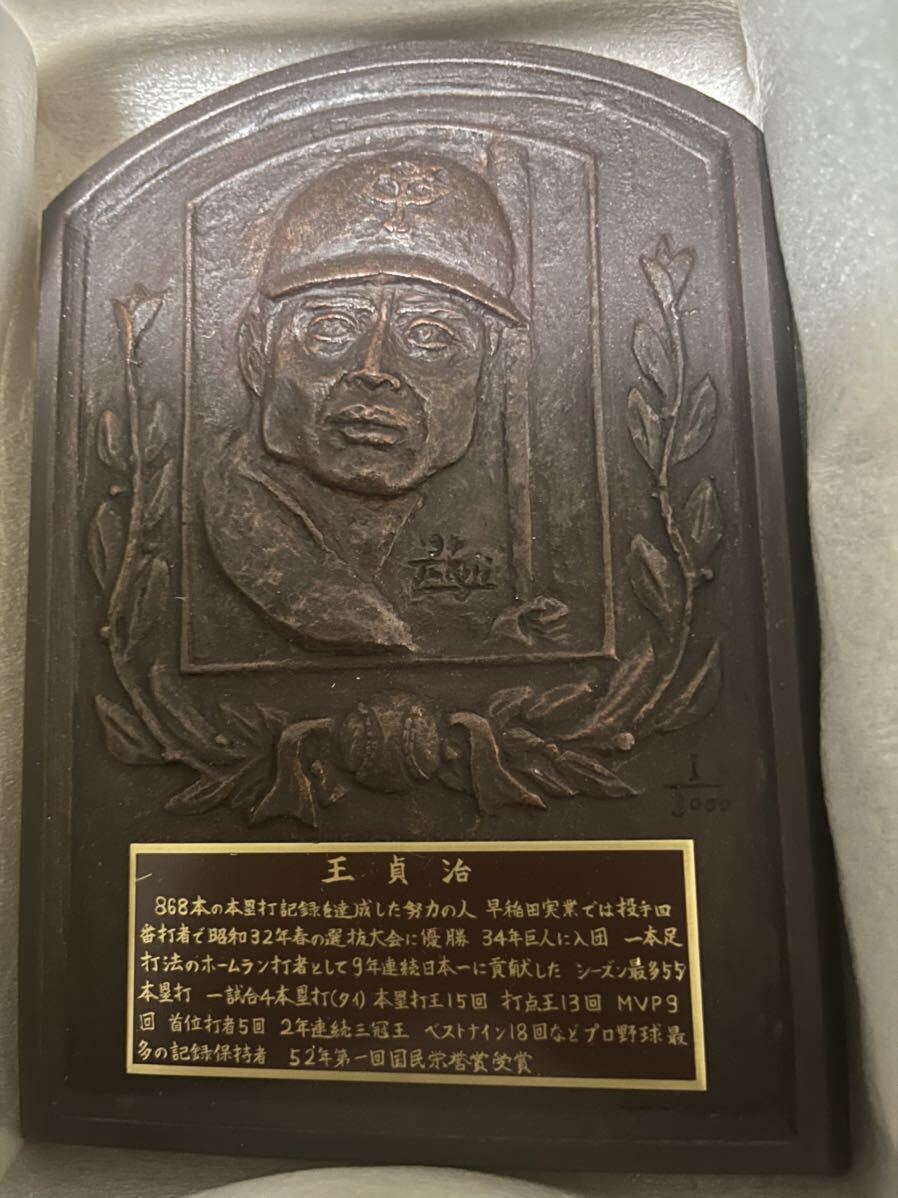 1
3000
王貞治
868本の本塁打記録を達成した努力の人 早稲田実業では投手四
番打者で昭和32年春の選抜大会に優勝 34年巨人に入団 一本足
打法のホームラン打者として9年連続日本一に貢献した シーズン最多55
本塁打 一試合4本塁打(タイ) 本塁打王15回 打点王13回 MVP9
回 首位打者5回 2年連続三冠王 ベストナイン18回などプロ野球最
多の記録保持者 52年第一回国民栄誉賞受賞